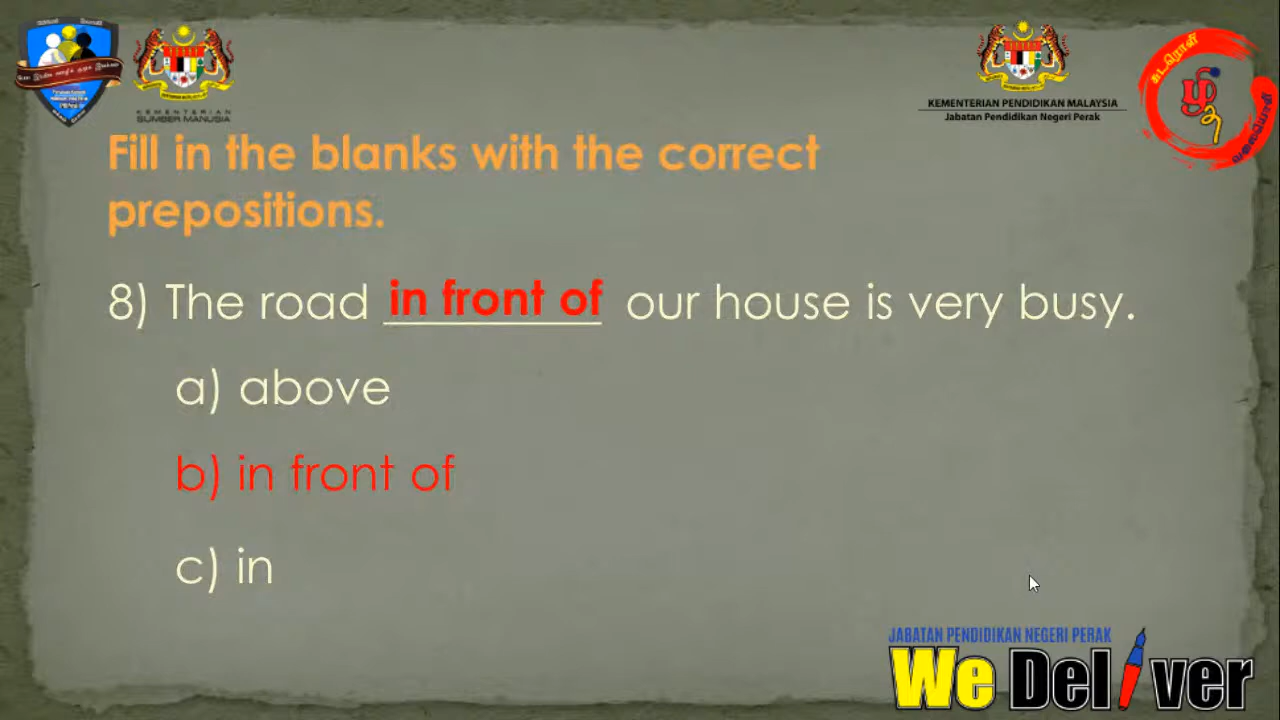 KEMENTERIAN
SUMBER MANUSIA
KEMENTERIAN PENDIDIKAN MALAYSIA
Jabatan Pendidikan Negeri Perak
Fill in the blanks with the correct
prepositions.
8) The road in front of our house is very busy.
a) above
b) in front of
c) in
JABATAN PENDIDIKAN NEGERI PERAK
We Deliver